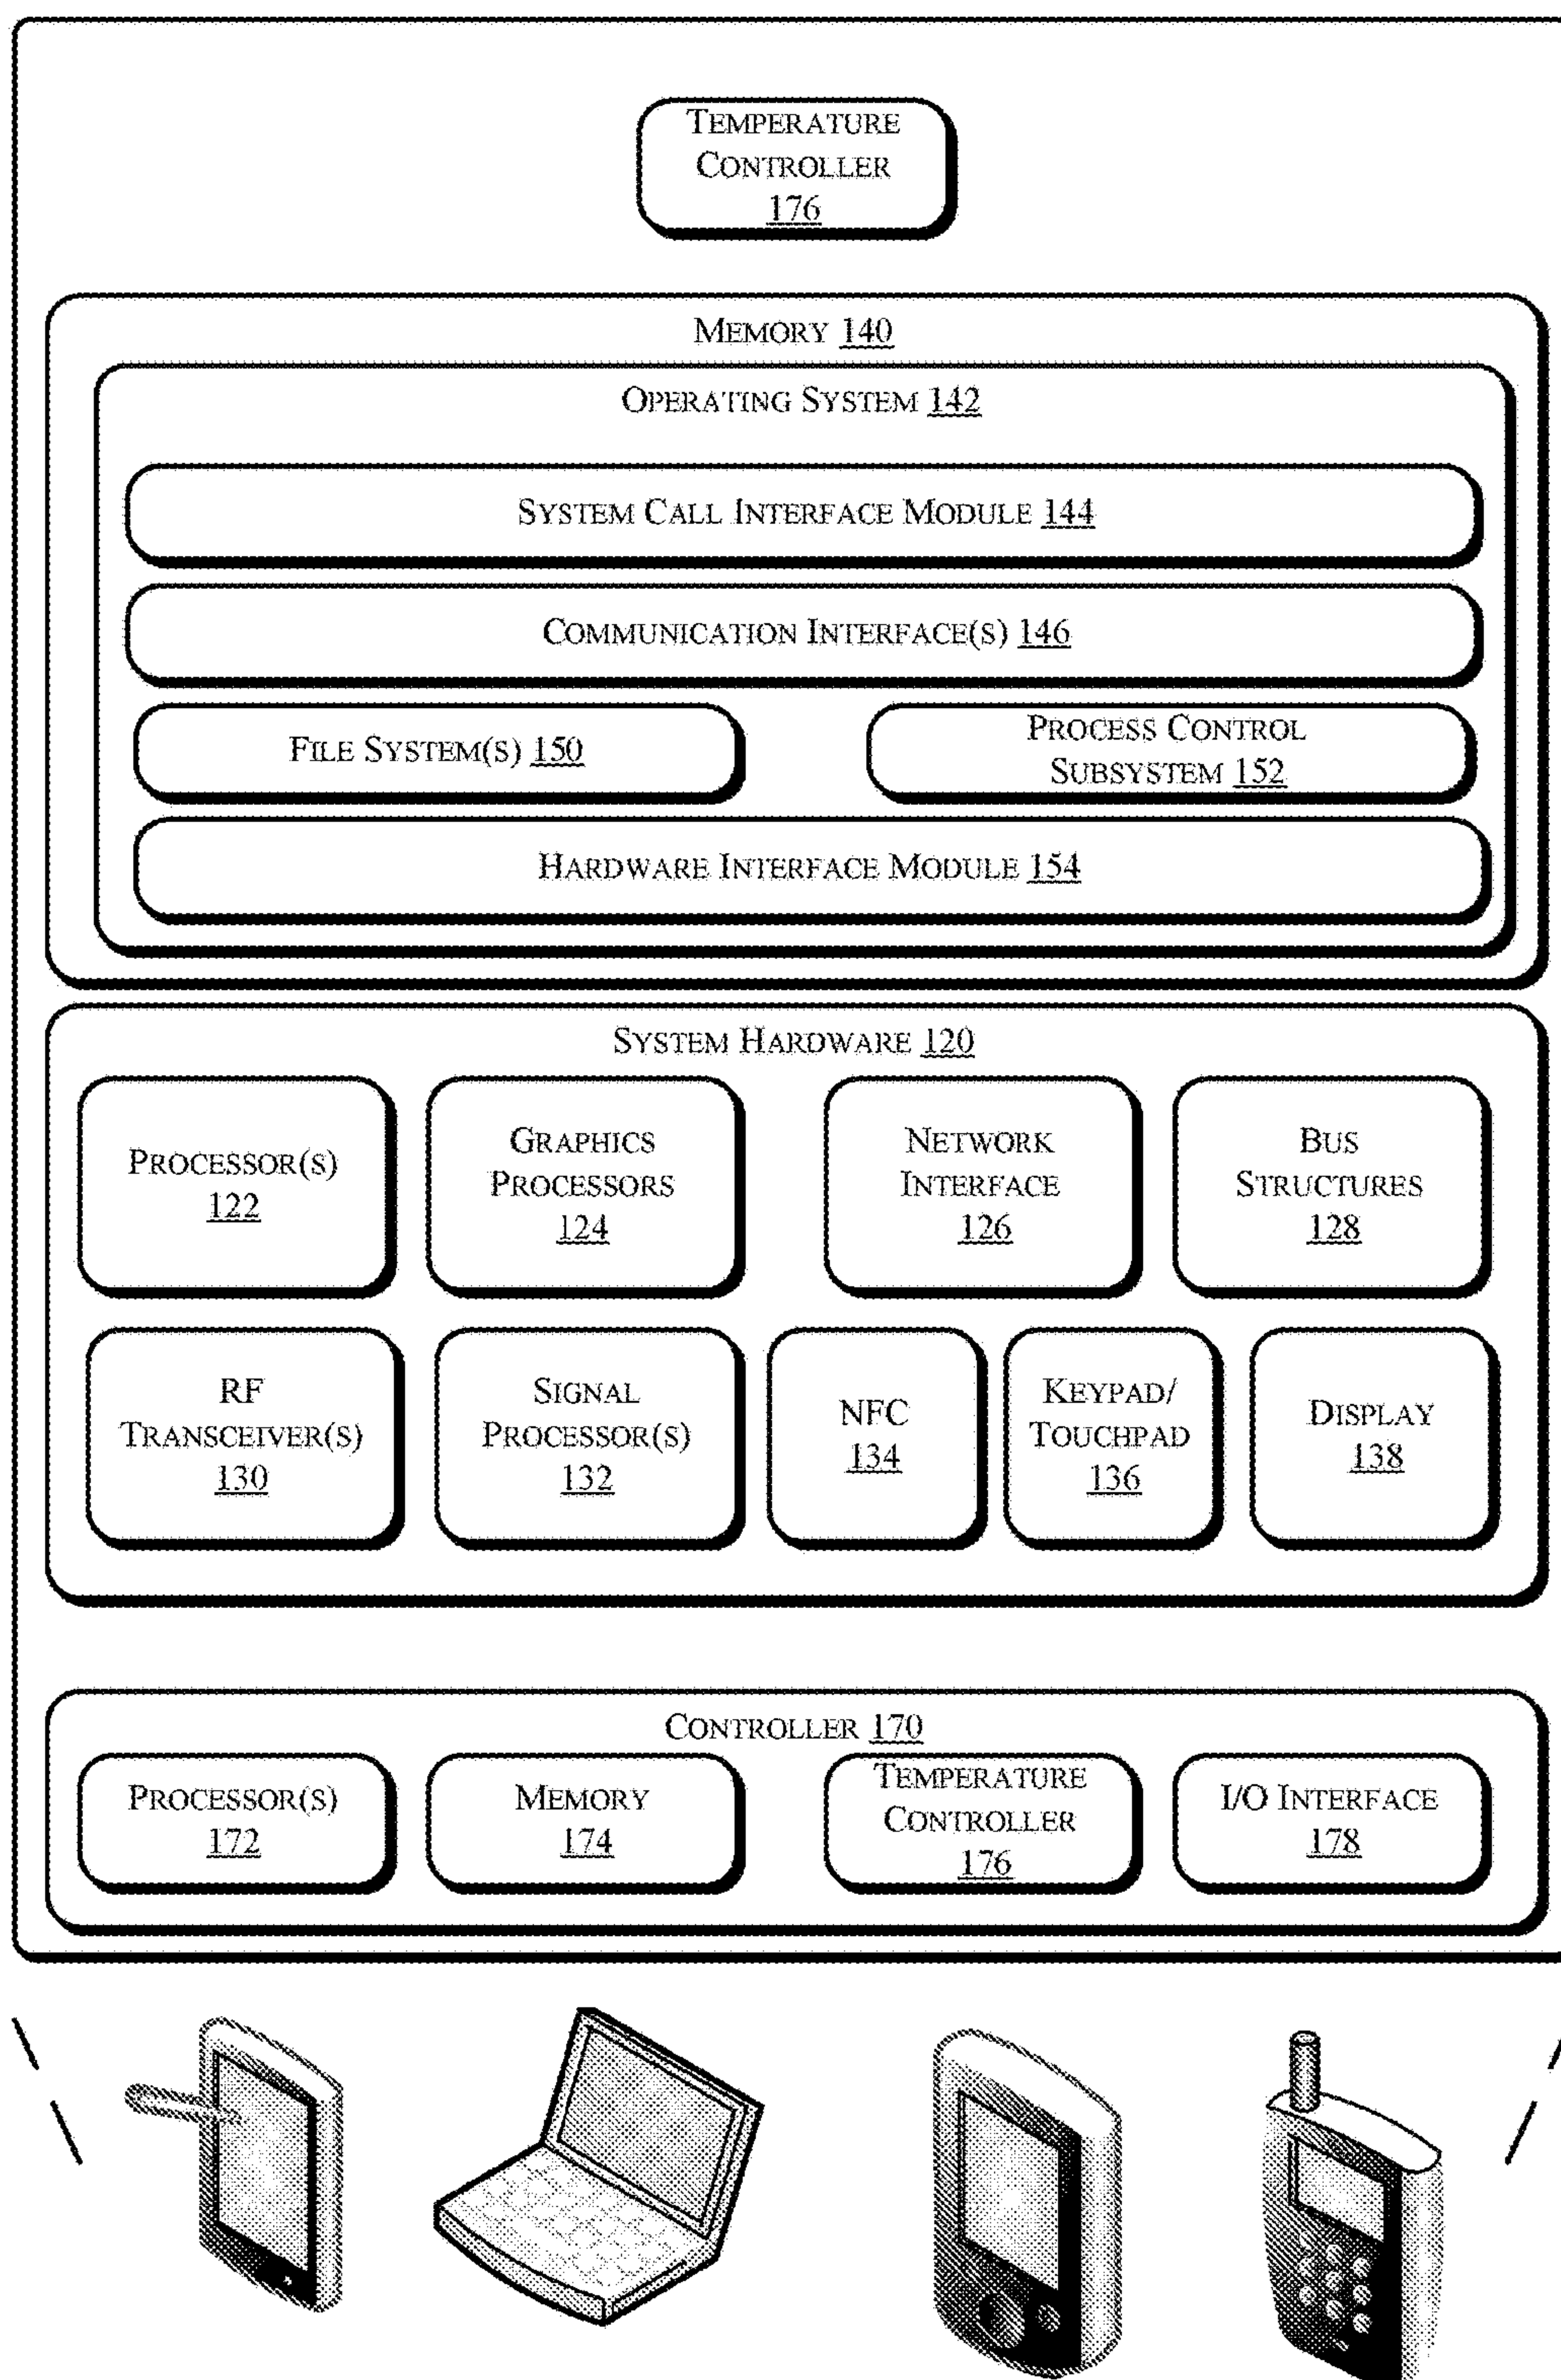 TEMPERATURE
CONTROLLER
176
MEMORY 140
OPERATING SYSTEM 142
SYSTEM CALL INTERFACE MODULE 144
COMMUNICATION INTERFACE(S) 146
FILE SYSTEM(S) 150
PROCESS CONTROL
SUBSYSTEM 152
HARDWARE INTERFACE MODULE 154
SYSTEM HARDWARE 120
PROCESSOR(S)
122
GRAPHICS
PROCESSORS
124
NETWORK
INTERFACE
126
BUS
STRUCTURES
128
RF
TRANSCEIVER(S)
130
SIGNAL
PROCESSOR(S)
132
NFC
134
KEYPAD/
TOUCHPAD
136
DISPLAY
138
CONTROLLER 170
PROCESSOR(S)
172
MEMORY
174
TEMPERATURE
CONTROLLER
176
I/O INTERFACE
178